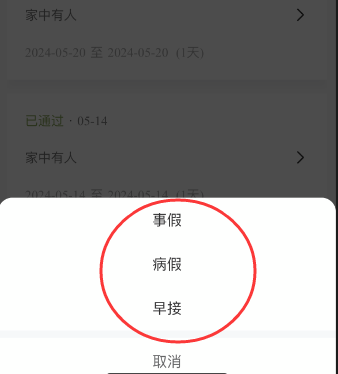 家中有人
2024-05-20 至 2024-05-20 (1天)
已通过 · 05-14
家中有人
2024-05-14 至 2024-05-14 (1天)
事假
病假
早接
取消